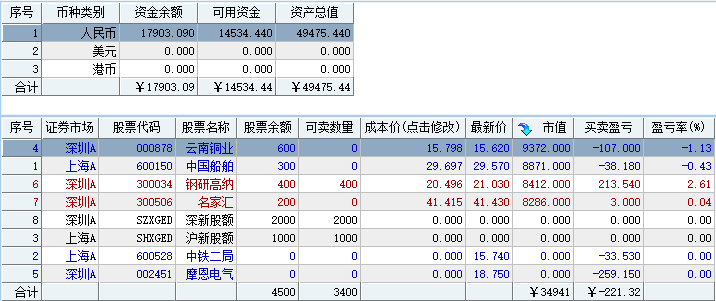 序号 币种类别 资金余额 可用资金 资产总值
1 人民币 17903.090 14534.440 49475.440
2 美元 0.000 0.000 0.000
3 港币 0.000 0.000 0.000
合计 ￥17903.09 ￥14534.44 ￥49475.44
序号 证券市场 股票代码 股票名称 股票余额 可卖数量 成本价(点击修改) 最新价 市值 买卖盈亏 盈亏率(%)
4 深圳A 000878 云南铜业 600 0 15.798 15.620 9372.000 -107.000 -1.13
1 上海A 600150 中国船舶 300 0 29.697 29.570 8871.000 -38.180 -0.43
6 深圳A 300034 钢研高纳 400 400 20.496 21.030 8412.000 213.540 2.61
7 深圳A 300506 名家汇 200 0 41.415 41.430 8286.000 3.000 0.04
8 深圳A SZXGED 深新股额 2000 2000 0.000 0.000 0.000 0.000 0.00
3 上海A SHXGED 沪新股额 1000 1000 0.000 0.000 0.000 0.000 0.00
2 上海A 600528 中铁二局 0 0 0.000 15.740 0.000 -33.530 0.00
5 深圳A 002451 摩恩电气 0 0 0.000 18.750 0.000 -259.150 0.00
合计 4500 3400 ￥34941 ￥-221.32